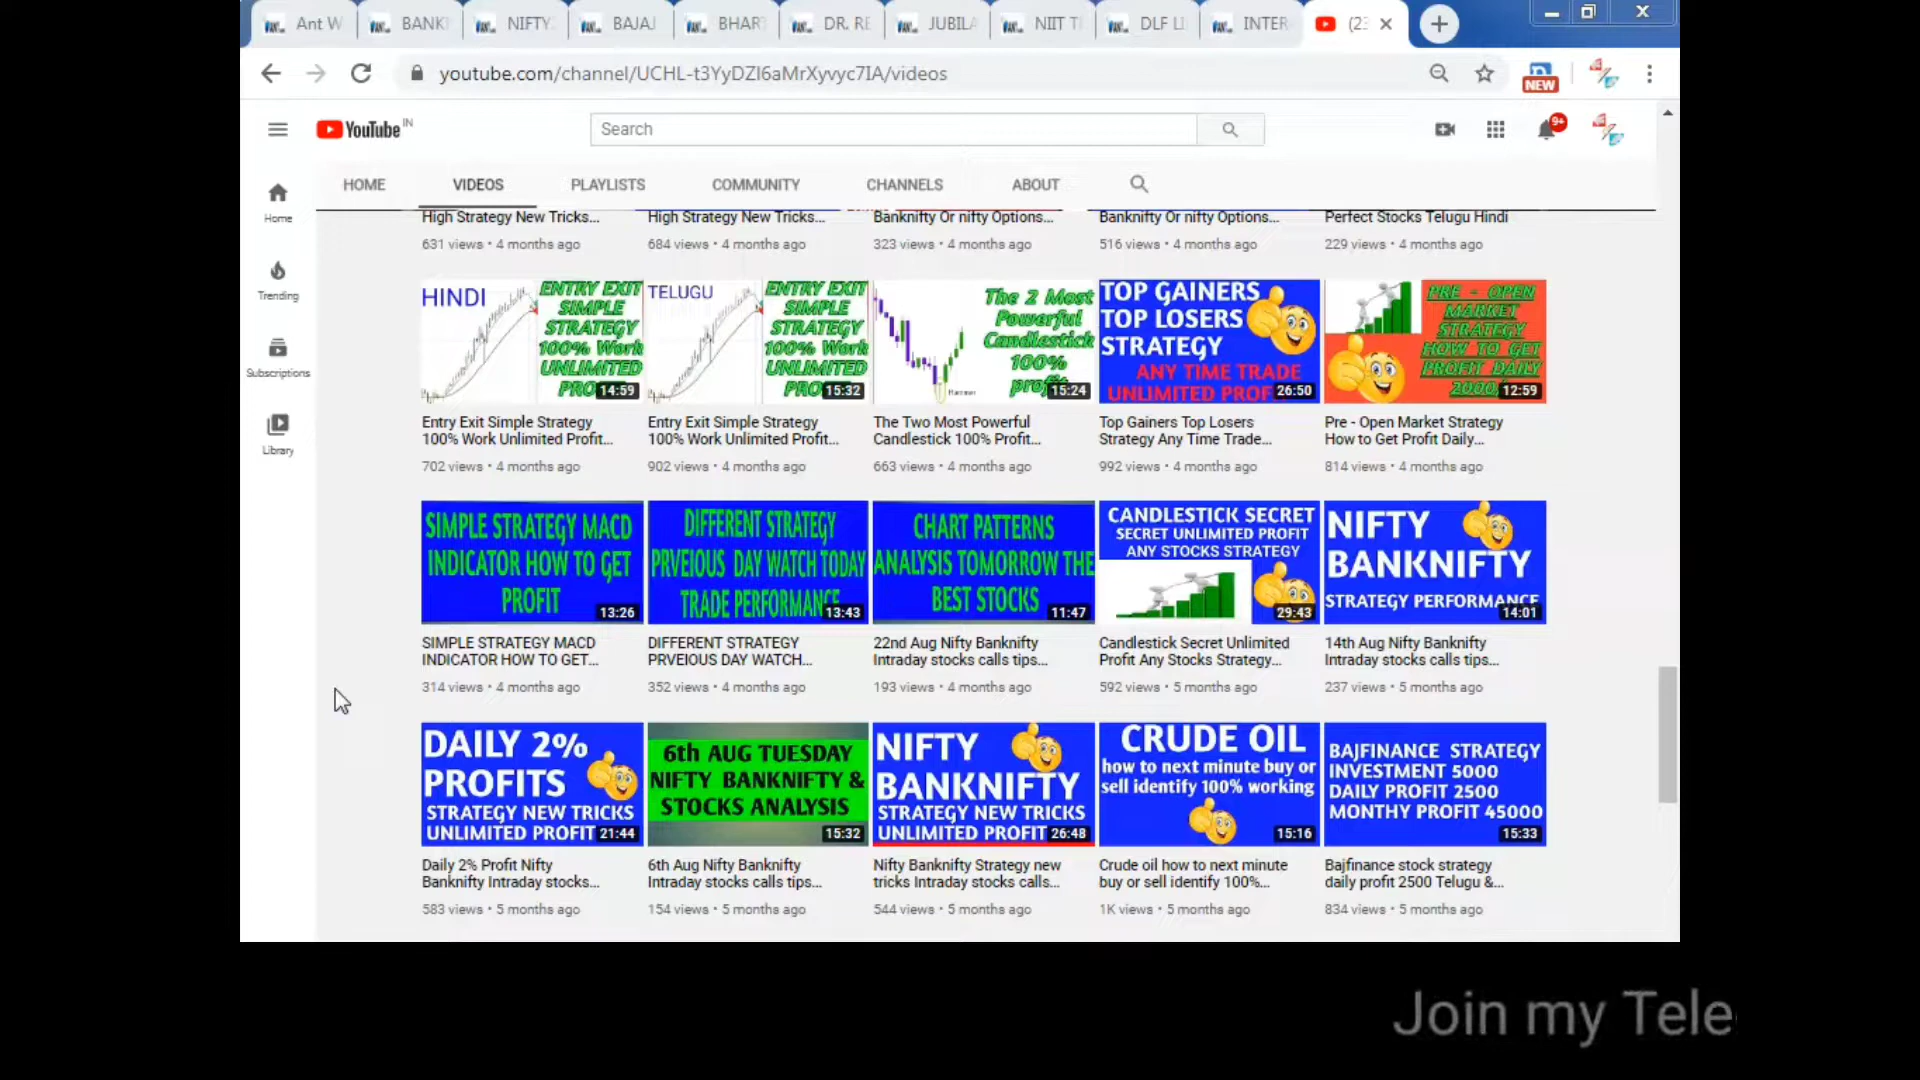 Ant W
BANKI
NIFTY
BAJAJ
BHAR
DR. RE
JUBILA
NIIT T
DLF LI
INTER
(23
youtube.com/channel/UCHL-t3YyDZl6aMrXyvyc7IA/videos
NEW
YouTube IN
Search
9+
HOME
VIDEOS
PLAYLISTS
COMMUNITY
CHANNELS
ABOUT
Home
Trending
Subscriptions
Library
High Strategy New Tricks...
631 views • 4 months ago
High Strategy New Tricks...
684 views • 4 months ago
Banknifty Or nifty Options...
323 views • 4 months ago
Banknifty Or nifty Options...
516 views • 4 months ago
Perfect Stocks Telugu Hindi
229 views • 4 months ago
HINDI
ENTRY EXIT
SIMPLE
STRATEGY
100% Work
UNLIMITED
PRO
14:59
Entry Exit Simple Strategy
100% Work Unlimited Profit...
702 views • 4 months ago
TELUGU
ENTRY EXIT
SIMPLE
STRATEGY
100% Work
UNLIMITED
PRO
15:32
Entry Exit Simple Strategy
100% Work Unlimited Profit...
902 views • 4 months ago
The 2 Most
Powerful
Candlestick
100%
profit
15:24
The Two Most Powerful
Candlestick 100% Profit...
663 views • 4 months ago
TOP GAINERS
TOP LOSERS
STRATEGY
ANY TIME TRADE
UNLIMITED PROF
26:50
Top Gainers Top Losers
Strategy Any Time Trade...
992 views • 4 months ago
PRE - OPEN
MARKET
STRATEGY
HOW TO GET
PROFIT DAILY
2000/
12:59
Pre - Open Market Strategy
How to Get Profit Daily...
814 views • 4 months ago
SIMPLE STRATEGY MACD
INDICATOR HOW TO GET
PROFIT
13:26
SIMPLE STRATEGY MACD
INDICATOR HOW TO GET...
314 views • 4 months ago
DIFFERENT STRATEGY
PRVEIOUS DAY WATCH TODAY
TRADE PERFORMANCE
13:43
DIFFERENT STRATEGY
PRVEIOUS DAY WATCH...
352 views • 4 months ago
CHART PATTERNS
ANALYSIS TOMORROW THE
BEST STOCKS
11:47
22nd Aug Nifty Banknifty
Intraday stocks calls tips...
193 views • 4 months ago
CANDLESTICK SECRET
SECRET UNLIMITED PROFIT
ANY STOCKS STRATEGY
29:43
Candlestick Secret Unlimited
Profit Any Stocks Strategy...
592 views • 5 months ago
NIFTY
BANKNIFTY
STRATEGY PERFORMANCE
14:01
14th Aug Nifty Banknifty
Intraday stocks calls tips...
237 views • 5 months ago
DAILY 2%
PROFITS
STRATEGY NEW TRICKS
UNLIMITED PROFIT
21:44
Daily 2% Profit Nifty
Banknifty Intraday stocks...
583 views • 5 months ago
6th AUG TUESDAY
NIFTY BANKNIFTY &
STOCKS ANALYSIS
15:32
6th Aug Nifty Banknifty
Intraday stocks calls tips...
154 views • 5 months ago
NIFTY
BANKNIFTY
STRATEGY NEW TRICKS
UNLIMITED PROFIT
26:48
Nifty Banknifty Strategy new
tricks Intraday stocks calls...
544 views • 5 months ago
CRUDE OIL
how to next minute buy or
sell identify 100% working
15:16
Crude oil how to next minute
buy or sell identify 100%...
1K views • 5 months ago
BAJFINANCE STRATEGY
INVESTMENT 5000
DAILY PROFIT 2500
MONTHY PROFIT 45000
15:33
Bajfinance stock strategy
daily profit 2500 Telugu &...
834 views • 5 months ago
Join my Tele